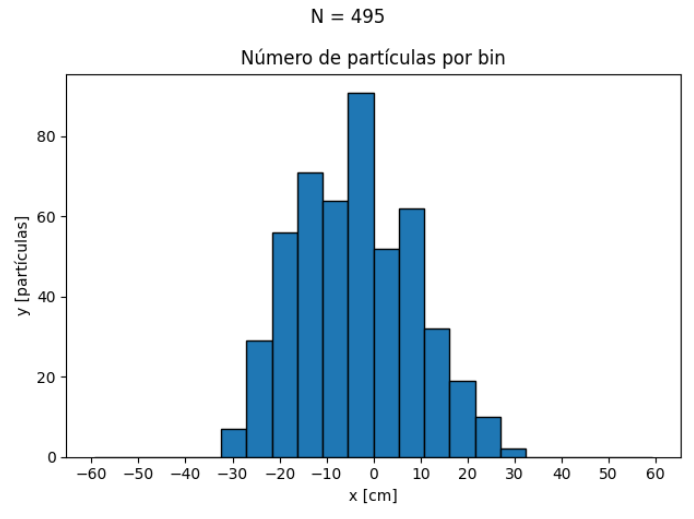 N = 495
Número de partículas por bin
y [partículas]
80
60
40
20
0
−60 −50 −40 −30 −20 −10 0 10 20 30 40 50 60
x [cm]